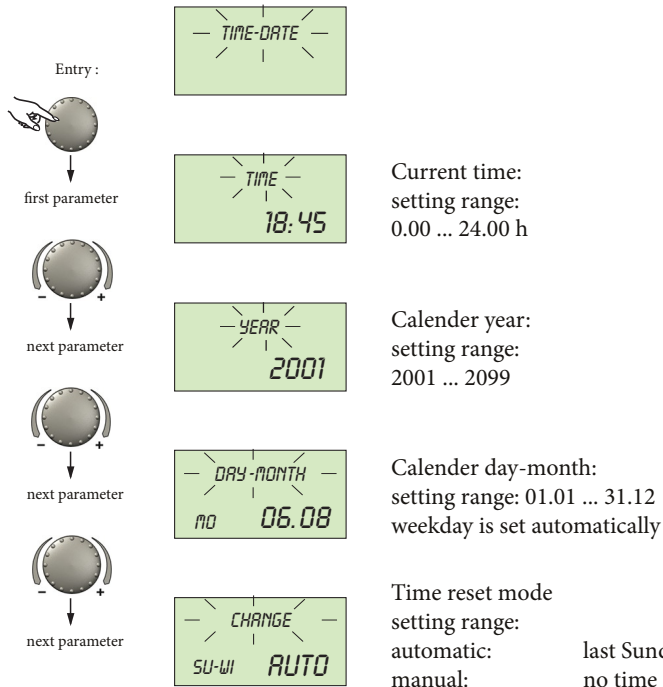 TIME-DATE
Entry :
first parameter
TIME
18:45
Current time:
setting range:
0.00 ... 24.00 h
- +
next parameter
YEAR
2001
Calender year:
setting range:
2001 ... 2099
- +
next parameter
DAY-MONTH
MO 06.08
Calender day-month:
setting range: 01.01 ... 31.12
weekday is set automatically
- +
next parameter
CHANGE
SU-WI AUTO
Time reset mode
setting range:
automatic: last
manual: no time